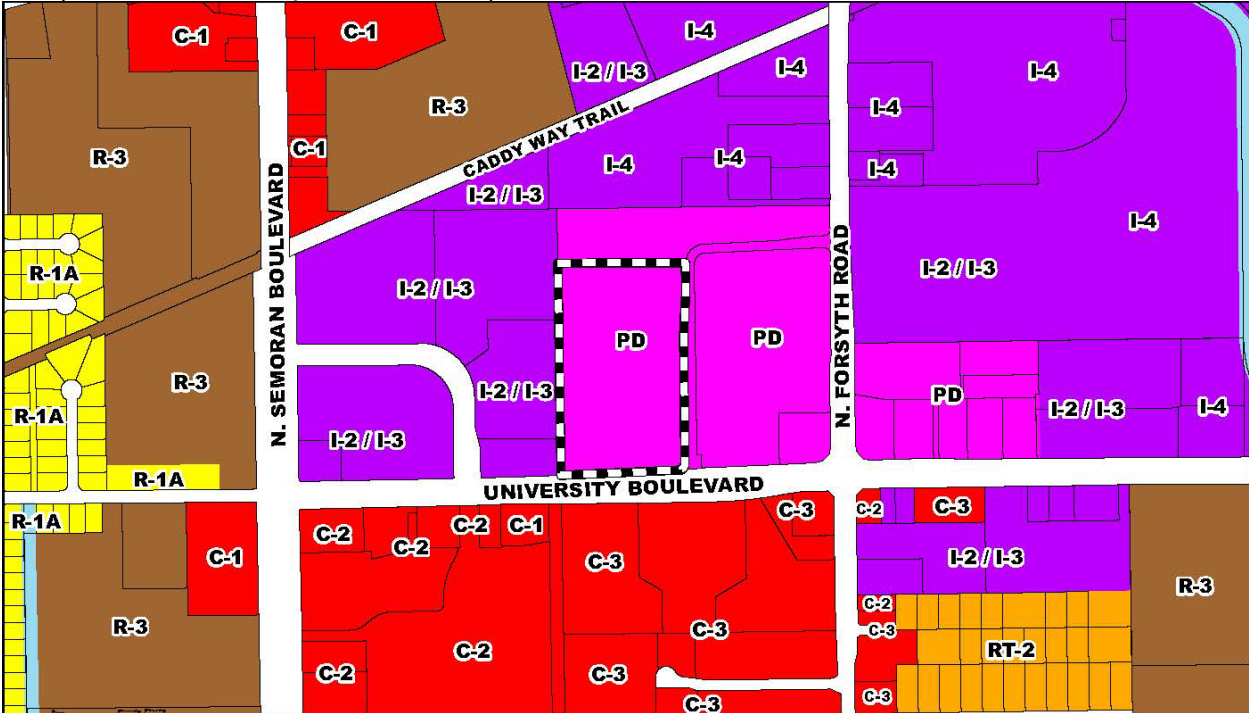 C-1
C-1
I-4
I-2 / I-3
I-4
I-4
R-3
I-4
C-1
R-3
CADDY WAY TRAIL
I-4
I-4
I-4
I-2 / I-3
I-4
N. SEMORAN BOULEVARD
R-1A
I-2 / I-3
I-2 / I-3
N. FORSYTH ROAD
PD
PD
R-3
I-2 / I-3
PD
R-1A
I-2 / I-3
I-2 / I-3
I-4
R-1A
UNIVERSITY BOULEVARD
R-1A
C-2
C-2
C-2
C-1
C-3
C-2
C-3
C-1
C-3
I-2 / I-3
R-3
C-2
R-3
C-2
C-3
C-3
RT-2
C-2
C-3
C-3
C-3